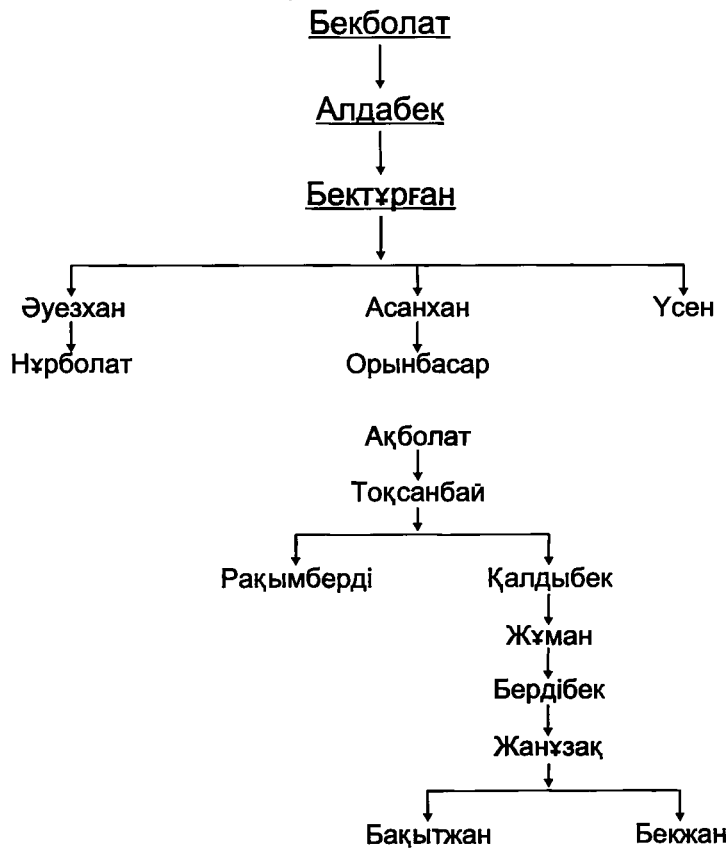 Бекболат
Алдабек
Бектұрған
Әуезхан Асанхан Үсен
Нұрболат Орынбасар
Ақболат
Тоқсанбай
Рақымберді Қалдыбек
Жұман
Бердібек
Жанұзақ
Бақытжан Бекжан